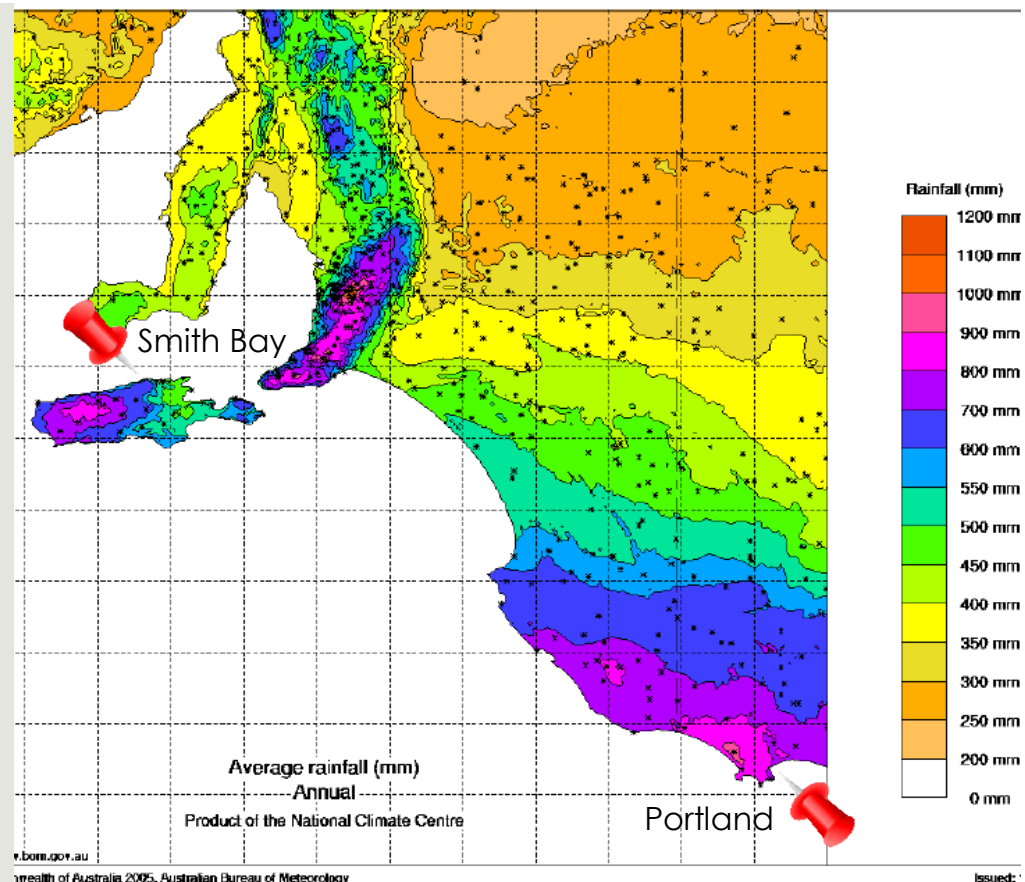 Smith Bay
Rainfall (mm)
1200 mm
1100 mm
1000 mm
900 mm
800 mm
700 mm
600 mm
550 mm
500 mm
450 mm
400 mm
350 mm
300 mm
250 mm
200 mm
0 mm
Average rainfall (mm)
Annual
Product of the National Climate Centre
Portland
.bom.gov.au
wealth of Australia 2005, Australian Bureau of Meteorology
Issued: